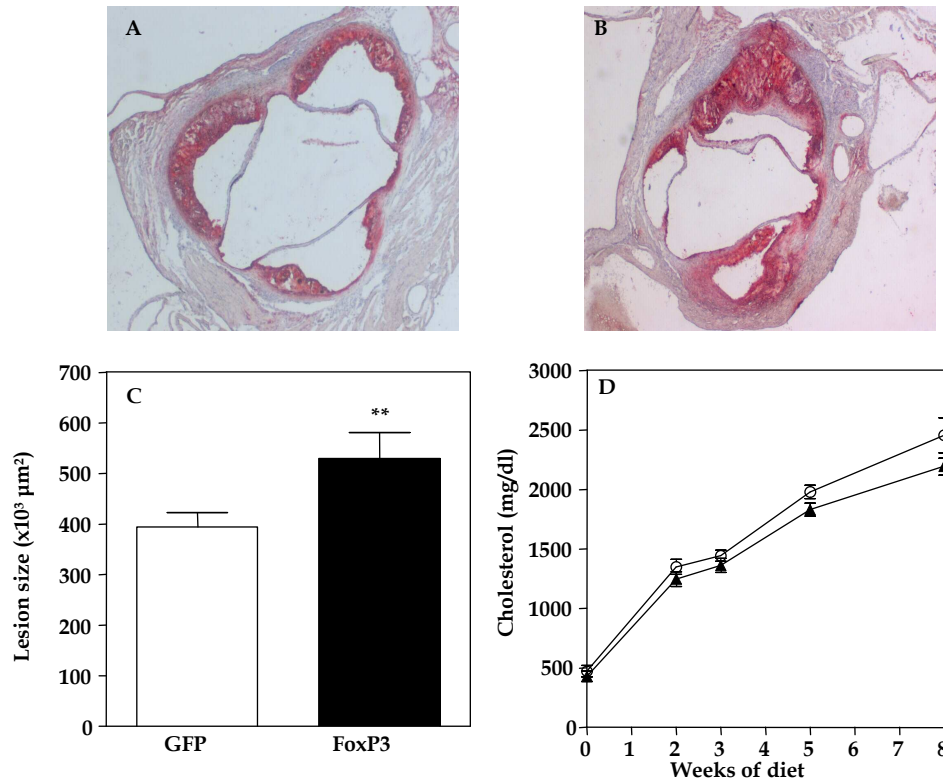 A
B
C
Lesion size (x10³ µm²)
700
600
500
400
300
200
100
0
**
GFP
FoxP3
D
Cholesterol (mg/dl)
3000
2500
2000
1500
1000
500
0
0 1 2 3 4 5 6 7 8
Weeks of diet